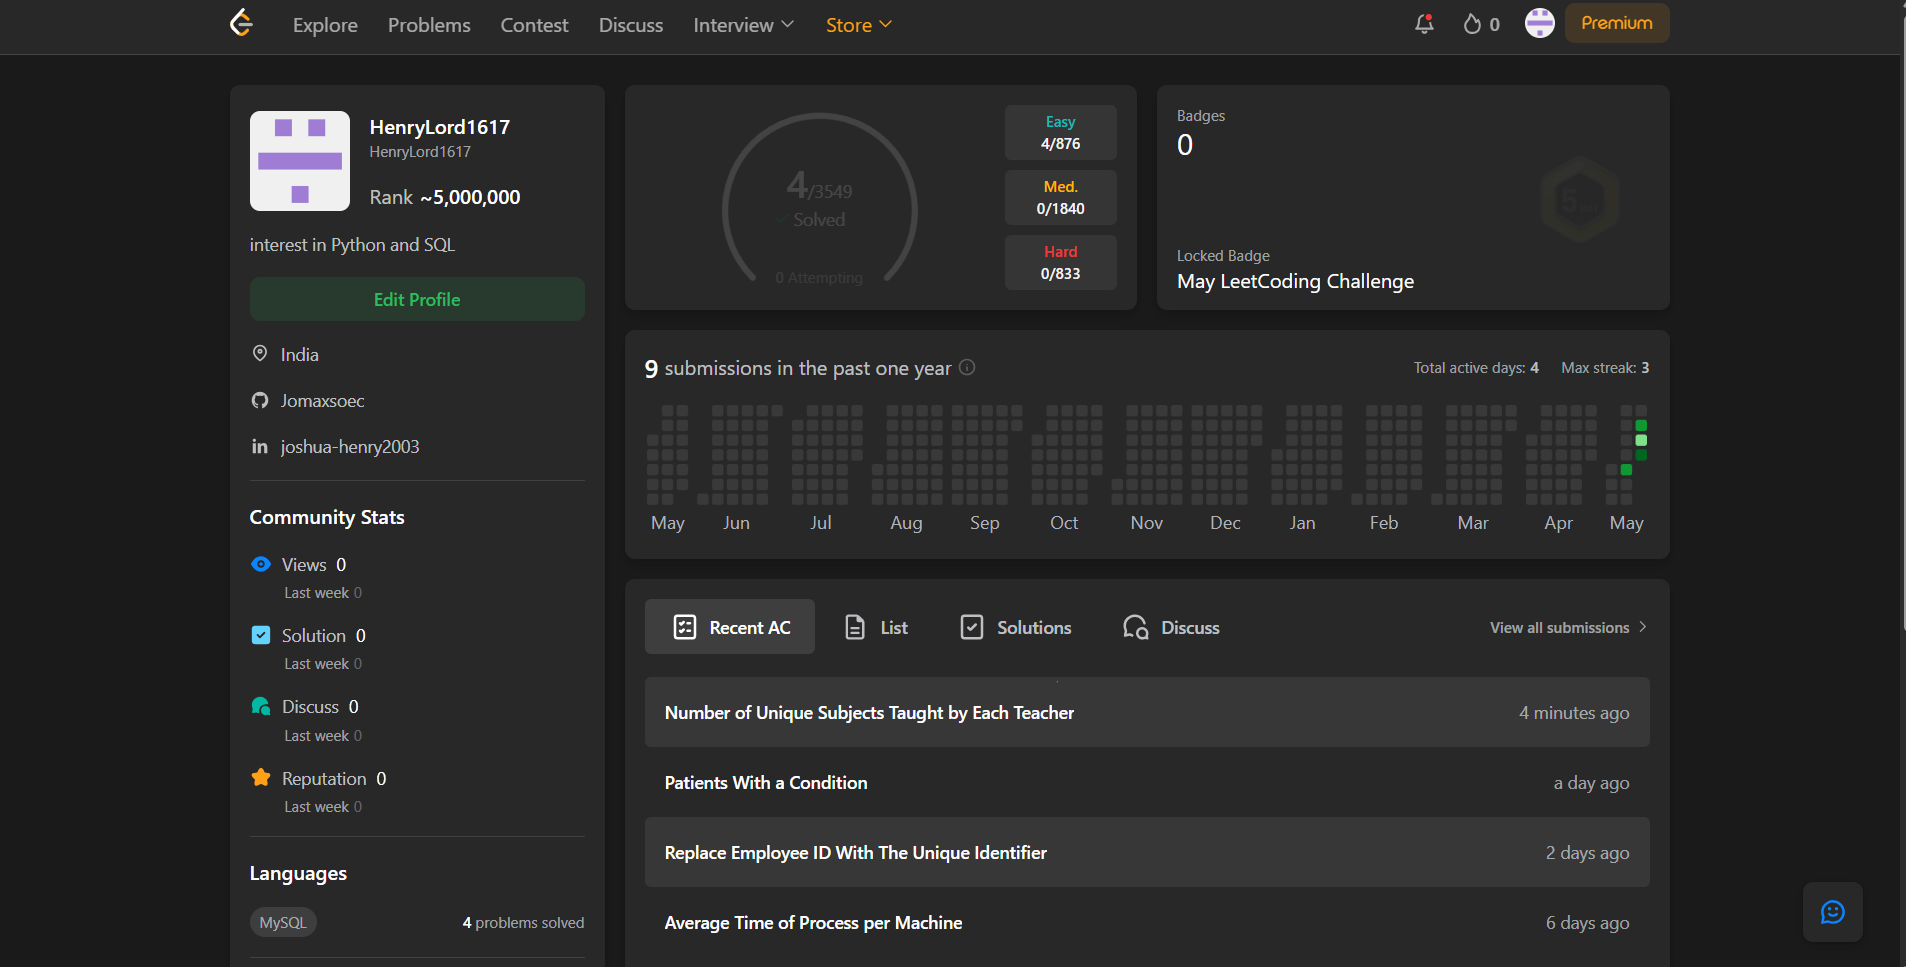 Explore Problems Contest Discuss Interview Store 0 Premium
HenryLord1617
HenryLord1617
Rank ~5,000,000
interest in Python and SQL
Edit Profile
India
Jomaxsoec
joshua-henry2003
Community Stats
Views 0
Last week 0
Solution 0
Last week 0
Discuss 0
Last week 0
Reputation 0
Last week 0
Languages
MySQL 4 problems solved
4/3549
Solved
0 Attempting
Easy
4/876
Med.
0/1840
Hard
0/833
Badges
0
Locked Badge
May LeetCoding Challenge
9 submissions in the past one year Total active days: 4 Max streak: 3
May Jun Jul Aug Sep Oct Nov Dec Jan Feb Mar Apr May
Recent AC List Solutions Discuss View all submissions
Number of Unique Subjects Taught by Each Teacher 4 minutes ago
Patients With a Condition a day ago
Replace Employee ID With The Unique Identifier 2 days ago
Average Time of Process per Machine 6 days ago